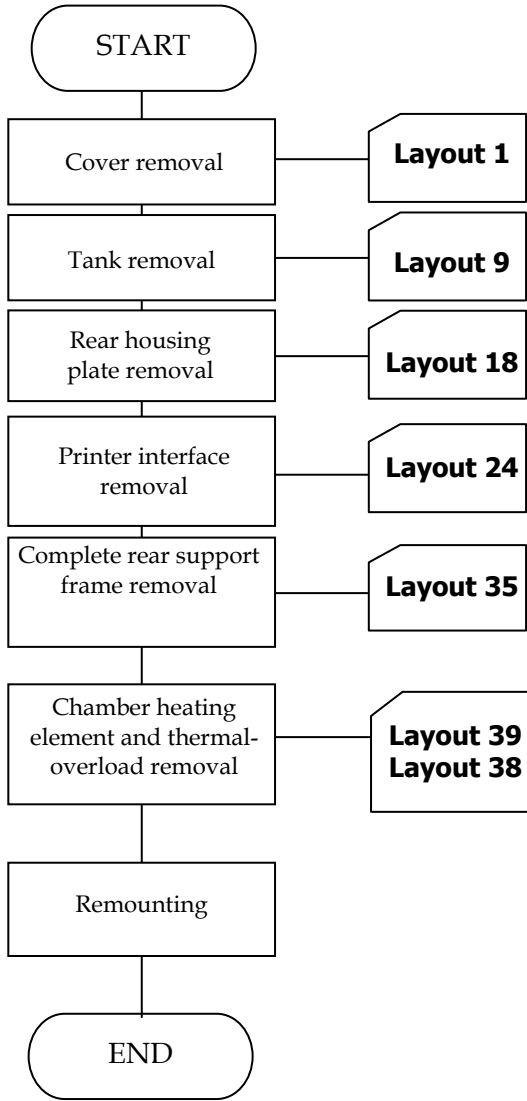 START
Cover removal
Layout 1
Tank removal
Layout 9
Rear housing
plate removal
Layout 18
Printer interface
removal
Layout 24
Complete rear support
frame removal
Layout 35
Chamber heating
element and thermal-
overload removal
Layout 39
Layout 38
Remounting
END